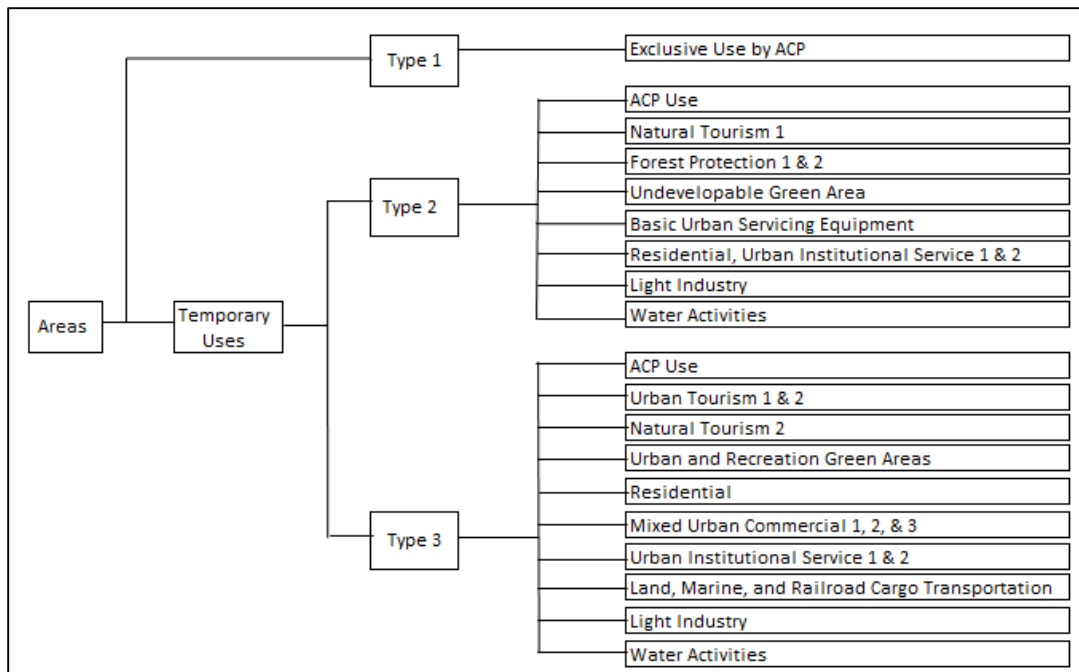 Type 1
Exclusive Use by ACP
ACP Use
Natural Tourism 1
Forest Protection 1 & 2
Undevelopable Green Area
Type 2
Basic Urban Servicing Equipment
Residential, Urban Institutional Service 1 & 2
Light Industry
Water Activities
Areas
Temporary
Uses
ACP Use
Urban Tourism 1 & 2
Natural Tourism 2
Urban and Recreation Green Areas
Residential
Mixed Urban Commercial 1, 2, & 3
Type 3
Urban Institutional Service 1 & 2
Land, Marine, and Railroad Cargo Transportation
Light Industry
Water Activities